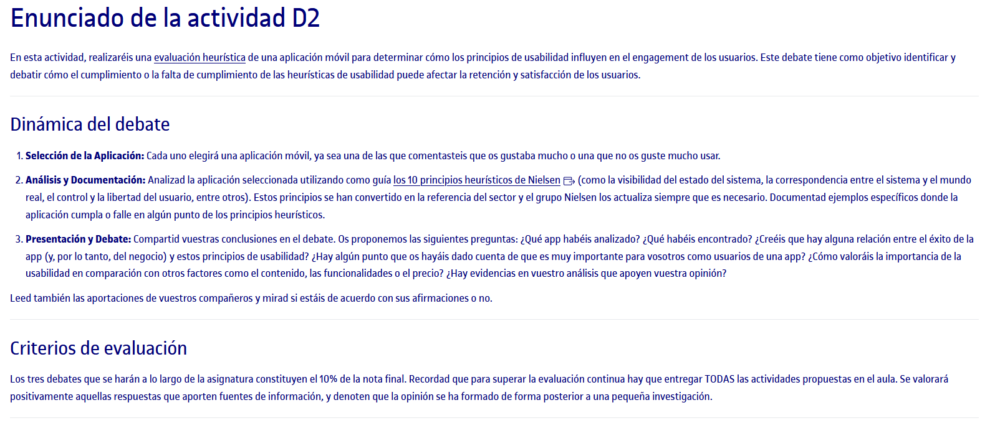 Enunciado de la actividad D2
En esta actividad, realizaréis una evaluación heurística de una aplicación móvil para determinar cómo los principios de usabilidad influyen en el engagement de los usuarios. Este debate tiene como objetivo identificar y
debatir cómo el cumplimiento o la falta de cumplimiento de las heurísticas de usabilidad puede afectar la retención y satisfacción de los usuarios.
Dinámica del debate
1. Selección de la Aplicación: Cada uno elegirá una aplicación móvil, ya sea una de las que comentasteis que os gustaba mucho o una que no os guste mucho usar.
2. Análisis y Documentación: Analizad la aplicación seleccionada utilizando como guía los 10 principios heurísticos de Nielsen (como la visibilidad del estado del sistema, la correspondencia entre el sistema y el mundo
real, el control y la libertad del usuario, entre otros). Estos principios se han convertido en la referencia del sector y el grupo Nielsen los actualiza siempre que es necesario. Documentad ejemplos específicos donde la
aplicación cumpla o falle en algún punto de los principios heurísticos.
3. Presentación y Debate: Compartid vuestras conclusiones en el debate. Os proponemos las siguientes preguntas: ¿Qué app habéis analizado? ¿Qué habéis encontrado? ¿Creéis que hay alguna relación entre el éxito de la
app (y, por lo tanto, del negocio) y estos principios de usabilidad? ¿Hay algún punto que os hayáis dado cuenta de que es muy importante para vosotros como usuarios de una app? ¿Cómo valoráis la importancia de la
usabilidad en comparación con otros factores como el contenido, las funcionalidades o el precio? ¿Hay evidencias en vuestro análisis que apoyen vuestra opinión?
Leed también las aportaciones de vuestros compañeros y mirad si estáis de acuerdo con sus afirmaciones o no.
Criterios de evaluación
Los tres debates que se harán a lo largo de la asignatura constituyen el 10% de la nota final. Recordad que para superar la evaluación continua hay que entregar TODAS las actividades propuestas en el aula. Se valorará
positivamente aquellas respuestas que aporten fuentes de información, y denoten que la opinión se ha formado de forma posterior a una pequeña investigación.